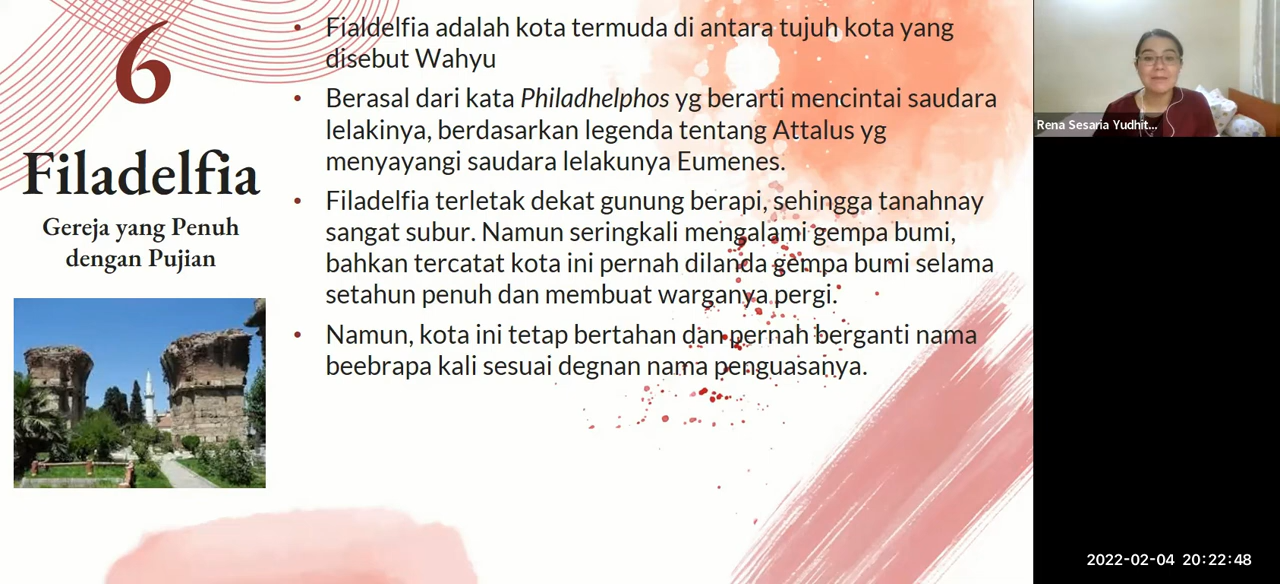 6
Filadelfia
Gereja yang Penuh
dengan Pujian
• Fialdelfia adalah kota termuda di antara tujuh kota yang
disebut Wahyu
• Berasal dari kata Philadhelphos yg berarti mencintai saudara
lelakinya, berdasarkan legenda tentang Attalus yg
menyayangi saudara lelakunya Eumenes.
• Filadelfia terletak dekat gunung berapi, sehingga tanahnay
sangat subur. Namun seringkali mengalami gempa bumi,
bahkan tercatat kota ini pernah dilanda gempa bumi selama
setahun penuh dan membuat warganya pergi.
• Namun, kota ini tetap bertahan dan pernah berganti nama
beebrapa kali sesuai degnan nama penguasanya.
Rena Sesaria Yudhit...
2022-02-04 20:22:48